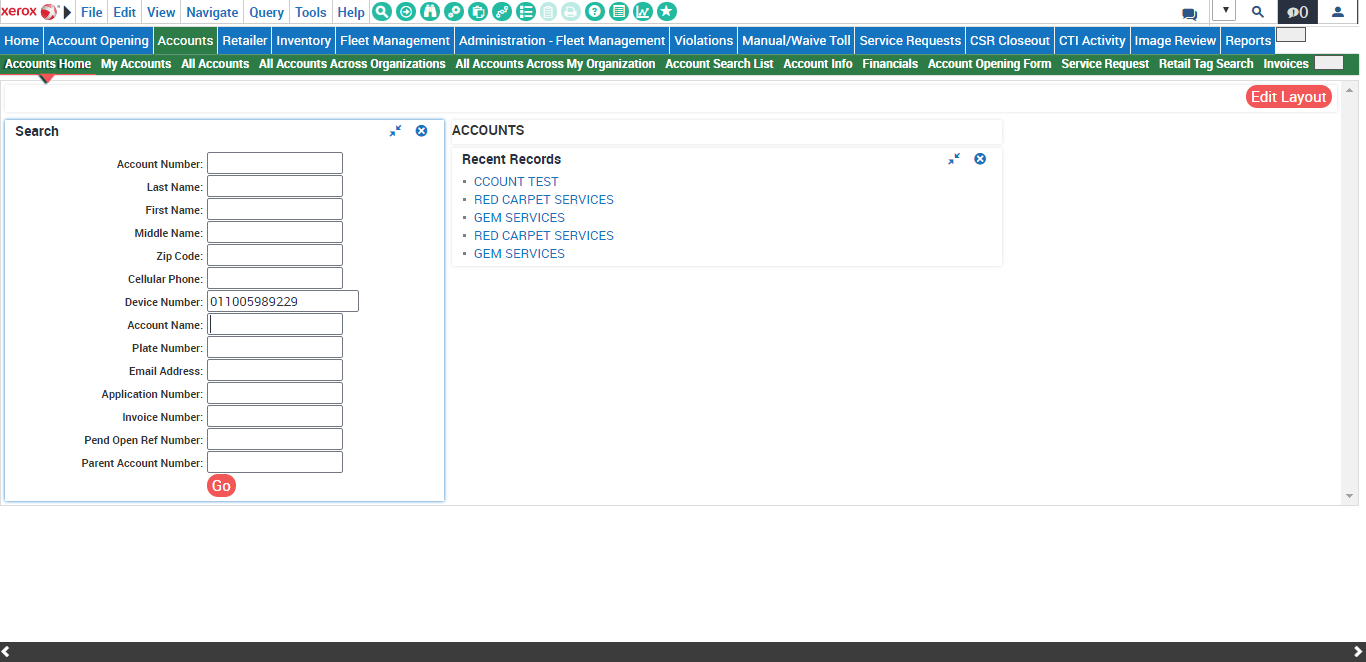 xerox File Edit View Navigate Query Tools Help 0
Home Account Opening Accounts Retailer Inventory Fleet Management Administration - Fleet Management Violations Manual/Waive Toll Service Requests CSR Closeout CTI Activity Image Review Reports
Accounts Home My Accounts All Accounts All Accounts Across Organizations All Accounts Across My Organization Account Search List Account Info Financials Account Opening Form Service Request Retail Tag Search Invoices
Edit Layout
Search
Account Number:
Last Name:
First Name:
Middle Name:
Zip Code:
Cellular Phone:
Device Number: 011005989229
Account Name:
Plate Number:
Email Address:
Application Number:
Invoice Number:
Pend Open Ref Number:
Parent Account Number:
Go
ACCOUNTS
Recent Records
CCOUNT TEST
RED CARPET SERVICES
GEM SERVICES
RED CARPET SERVICES
GEM SERVICES